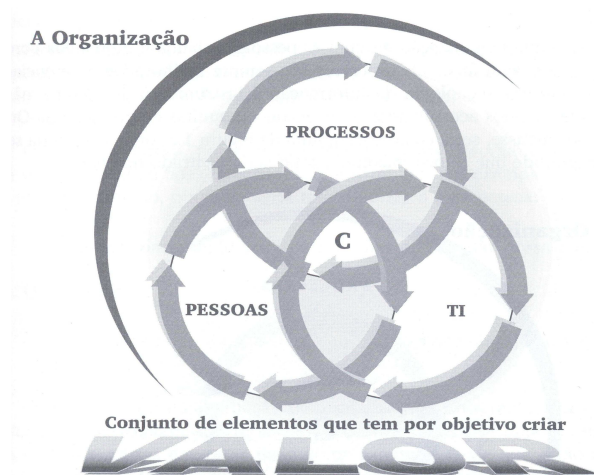 A Organização
PROCESSOS
C
PESSOAS
TI
Conjunto de elementos que tem por objetivo criar
VALOR